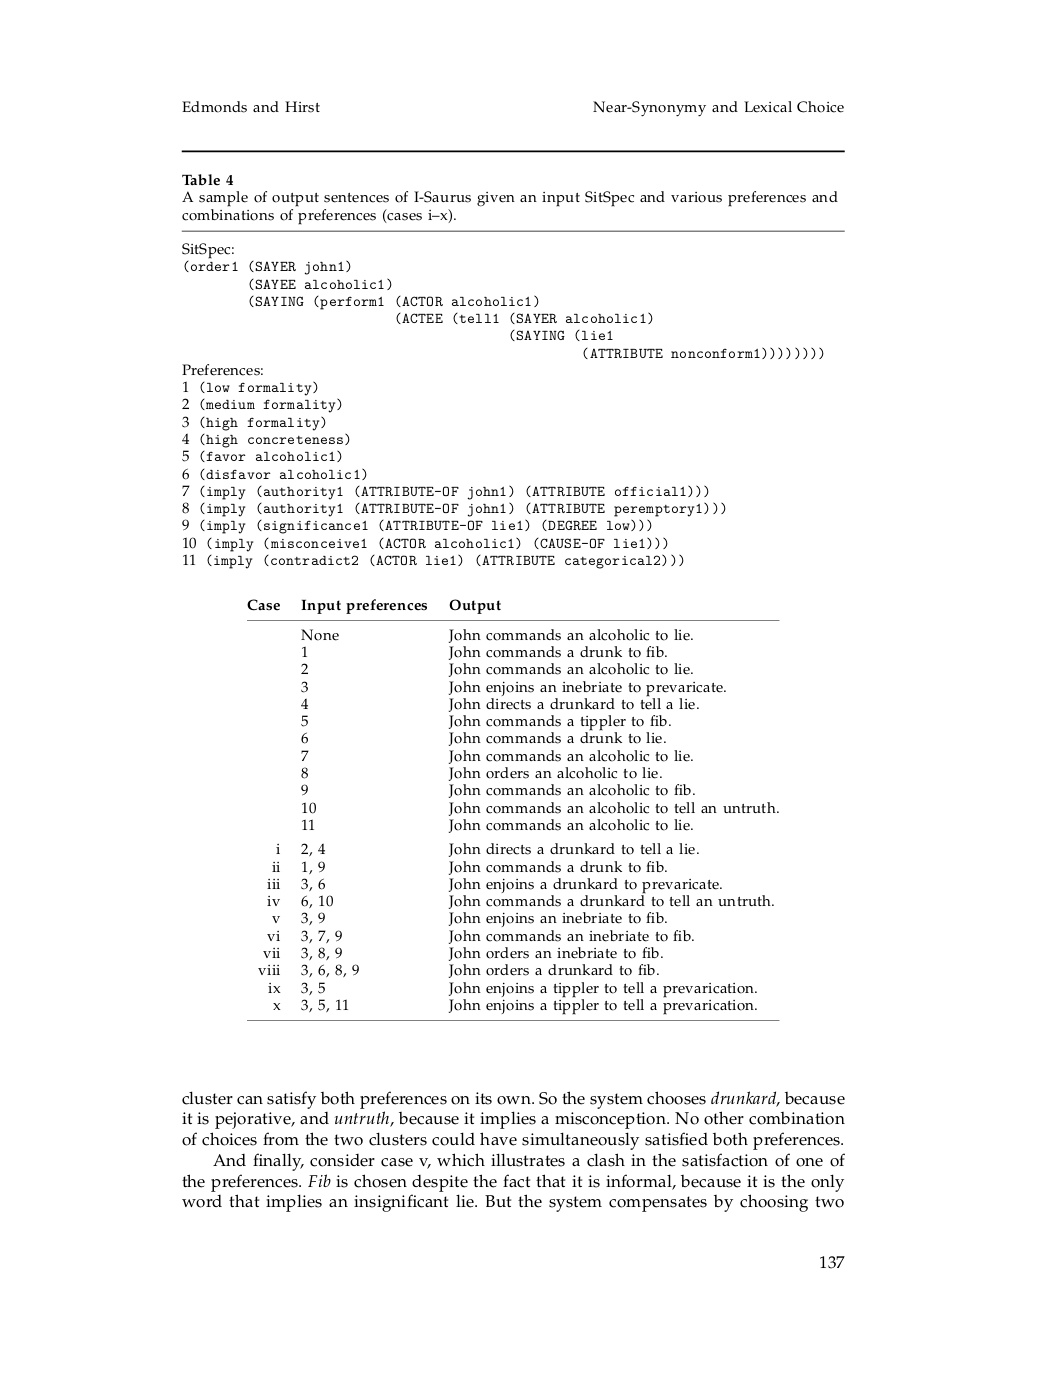 Edmonds and Hirst Near-Synonymy and Lexical Choice
Table 4
A sample of output sentences of I-Saurus given an input SitSpec and various preferences and
combinations of preferences (cases i–x).
SitSpec:
(order1 (SAYER john1)
(SAYEE alcoholic1)
(SAYING (perform1 (ACTOR alcoholic1)
(ACTEE (tell1 (SAYER alcoholic1)
(SAYING (lie1
(ATTRIBUTE nonconform1))))))))
Preferences:
1 (low formality)
2 (medium formality)
3 (high formality)
4 (high concreteness)
5 (favor alcoholic1)
6 (disfavor alcoholic1)
7 (imply (authority1 (ATTRIBUTE-OF john1) (ATTRIBUTE official1)))
8 (imply (authority1 (ATTRIBUTE-OF john1) (ATTRIBUTE peremptory1)))
9 (imply (significance1 (ATTRIBUTE-OF lie1) (DEGREE low)))
10 (imply (misconceive1 (ACTOR alcoholic1) (CAUSE-OF lie1)))
11 (imply (contradict2 (ACTOR lie1) (ATTRIBUTE categorical2)))
Case Input preferences Output
None John commands an alcoholic to lie.
1 John commands a drunk to fib.
2 John commands an alcoholic to lie.
3 John enjoins an inebriate to prevaricate.
4 John directs a drunkard to tell a lie.
5 John commands a tippler to fib.
6 John commands a drunk to lie.
7 John commands an alcoholic to lie.
8 John orders an alcoholic to lie.
9 John commands an alcoholic to fib.
10 John commands an alcoholic to tell an untruth.
11 John commands an alcoholic to lie.
i 2, 4 John directs a drunkard to tell a lie.
ii 1, 9 John commands a drunk to fib.
iii 3, 6 John enjoins a drunkard to prevaricate.
iv 6, 10 John commands a drunkard to tell an untruth.
v 3, 9 John enjoins an inebriate to fib.
vi 3, 7, 9 John commands an inebriate to fib.
vii 3, 8, 9 John orders an inebriate to fib.
viii 3, 6, 8, 9 John orders a drunkard to fib.
ix 3, 5 John enjoins a tippler to tell a prevarication.
x 3, 5, 11 John enjoins a tippler to tell a prevarication.
cluster can satisfy both preferences on its own. So the system chooses drunkard, because
it is pejorative, and untruth, because it implies a misconception. No other combination
of choices from the two clusters could have simultaneously satisfied both preferences.
And finally, consider case v, which illustrates a clash in the satisfaction of one of
the preferences. Fib is chosen despite the fact that it is informal, because it is the only
word that implies an insignificant lie. But the system compensates by choosing two
137